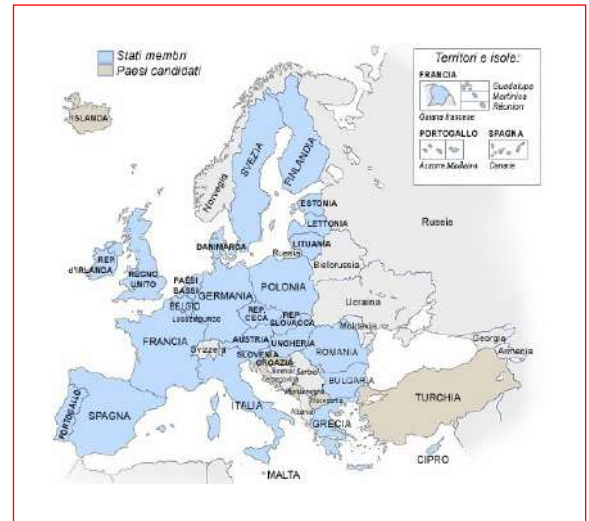 Stati membri
Paesi candidati
Territori e isole:
FRANCIA
Guadalupa
Martinica
Réunion
Guiana francese
PORTOGALLO
SPAGNA
Azzorre
Madeira
Canarie
ISLANDA
SVEZIA
FINLANDIA
Norvegia
ESTONIA
LETTONIA
LITUANIA
Russia
DANIMARCA
Russia
Bielorussia
REP.
d'IRLANDA
REGNO
UNITO
PAESI
BASSI
BELGIO
LUSSEMBURGO
GERMANIA
POLONIA
Ucraina
REP.
CECA
REP.
SLOVACCA
Moldavia
FRANCIA
Svizzera
AUSTRIA
UNGHERIA
SLOVENIA
CROAZIA
ROMANIA
Serbia
Montenegro
BULGARIA
Georgia
Armenia
PORTOGALLO
SPAGNA
ITALIA
Albania
GRECIA
TURCHIA
MALTA
CIPRO